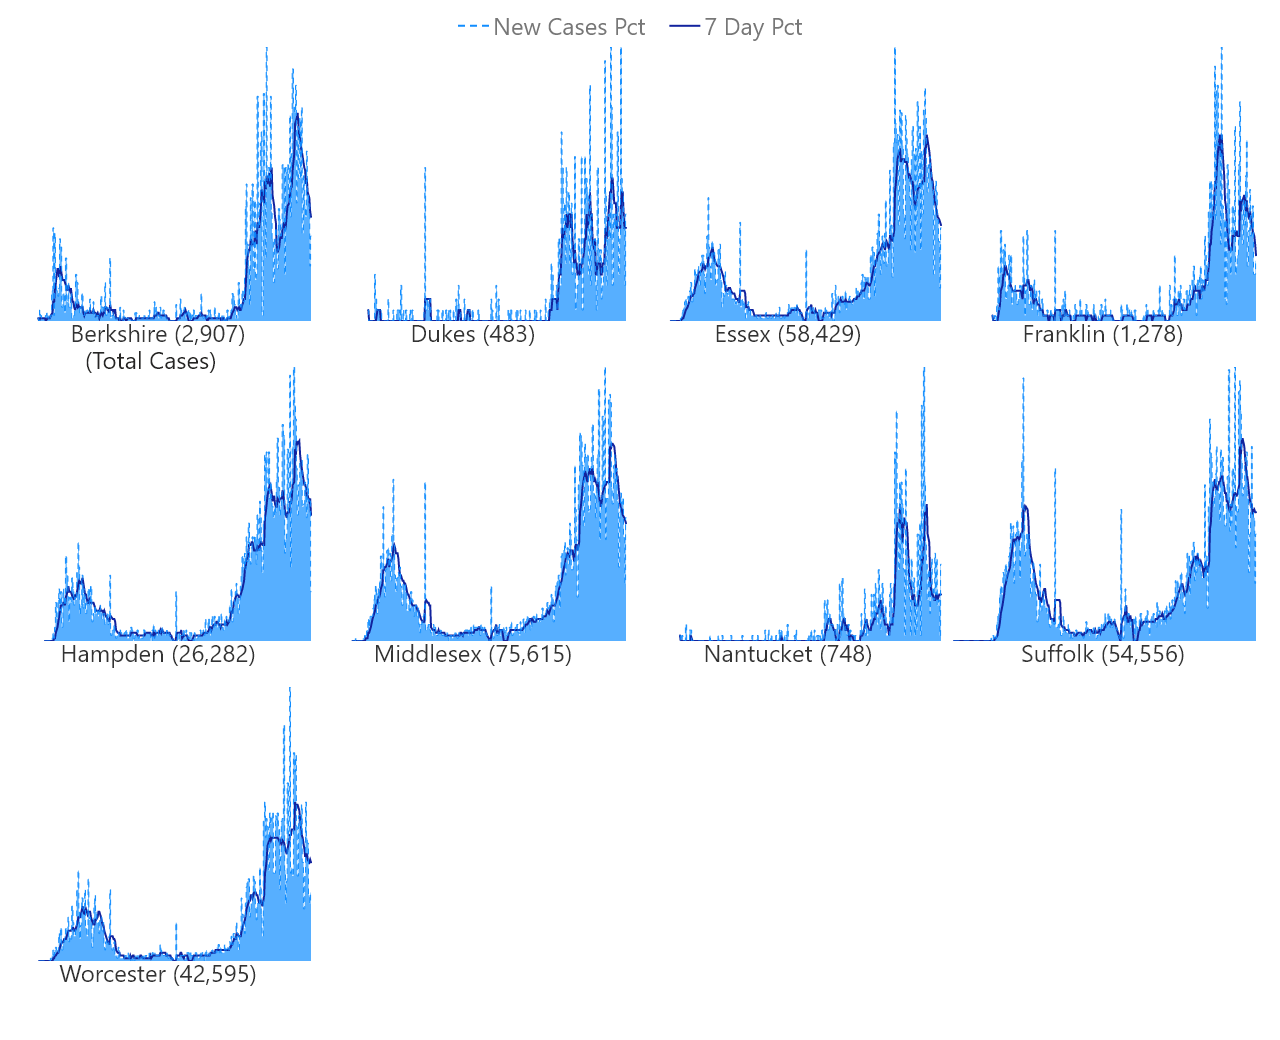 New Cases Pct 7 Day Pct
Berkshire (2,907)
(Total Cases)
Dukes (483)
Essex (58,429)
Franklin (1,278)
Hampden (26,282)
Middlesex (75,615)
Nantucket (748)
Suffolk (54,556)
Worcester (42,595)